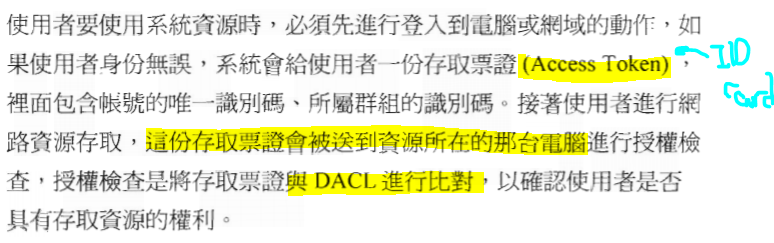 使用者要使用系統資源時，必須先進行登入到電腦或網域的動作，如
果使用者身份無誤，系統會給使用者一份存取票證 (Access Token)，
ID
card
裡面包含帳號的唯一識別碼、所屬群組的識別碼。接著使用者進行網
路資源存取，這份存取票證會被送到資源所在的那台電腦進行授權檢
查，授權檢查是將存取票證與 DACL 進行比對，以確認使用者是否
具有存取資源的權利。